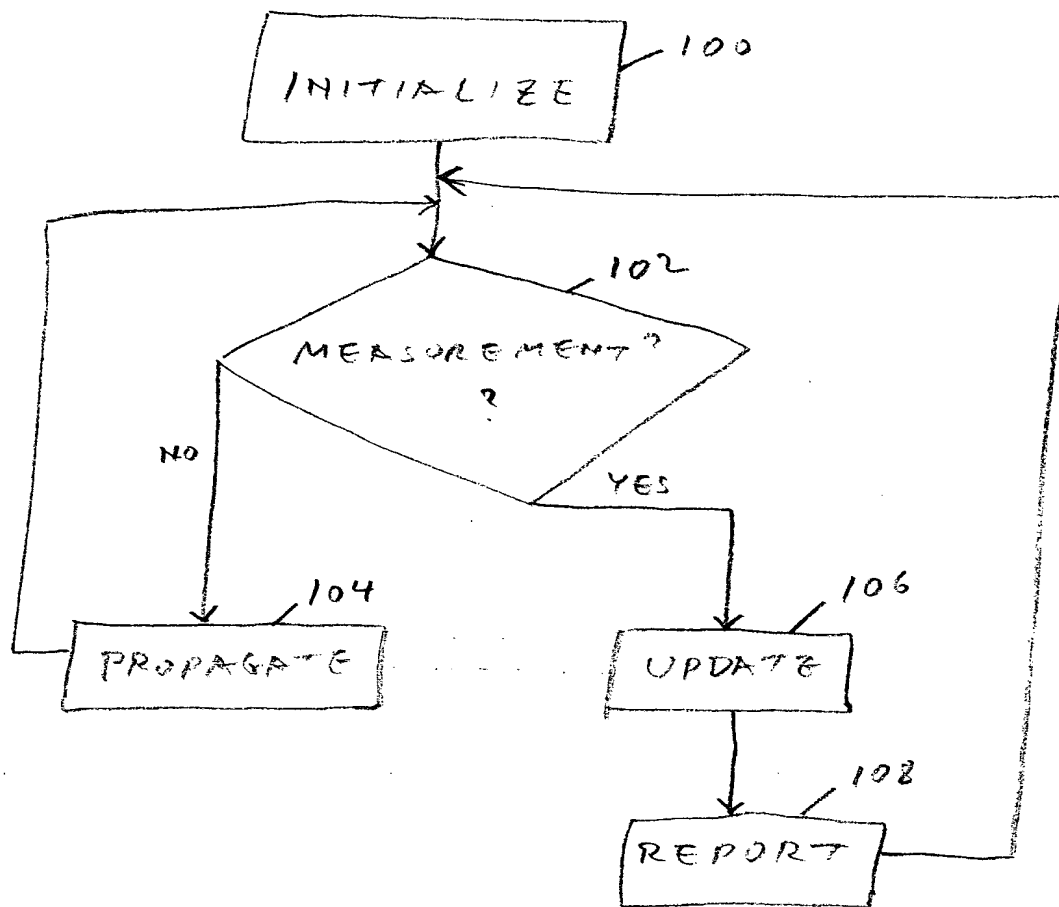 100
INITIALIZE
102
MEASUREMENT?
?
NO
YES
104
106
PROPAGATE
UPDATE
108
REPORT